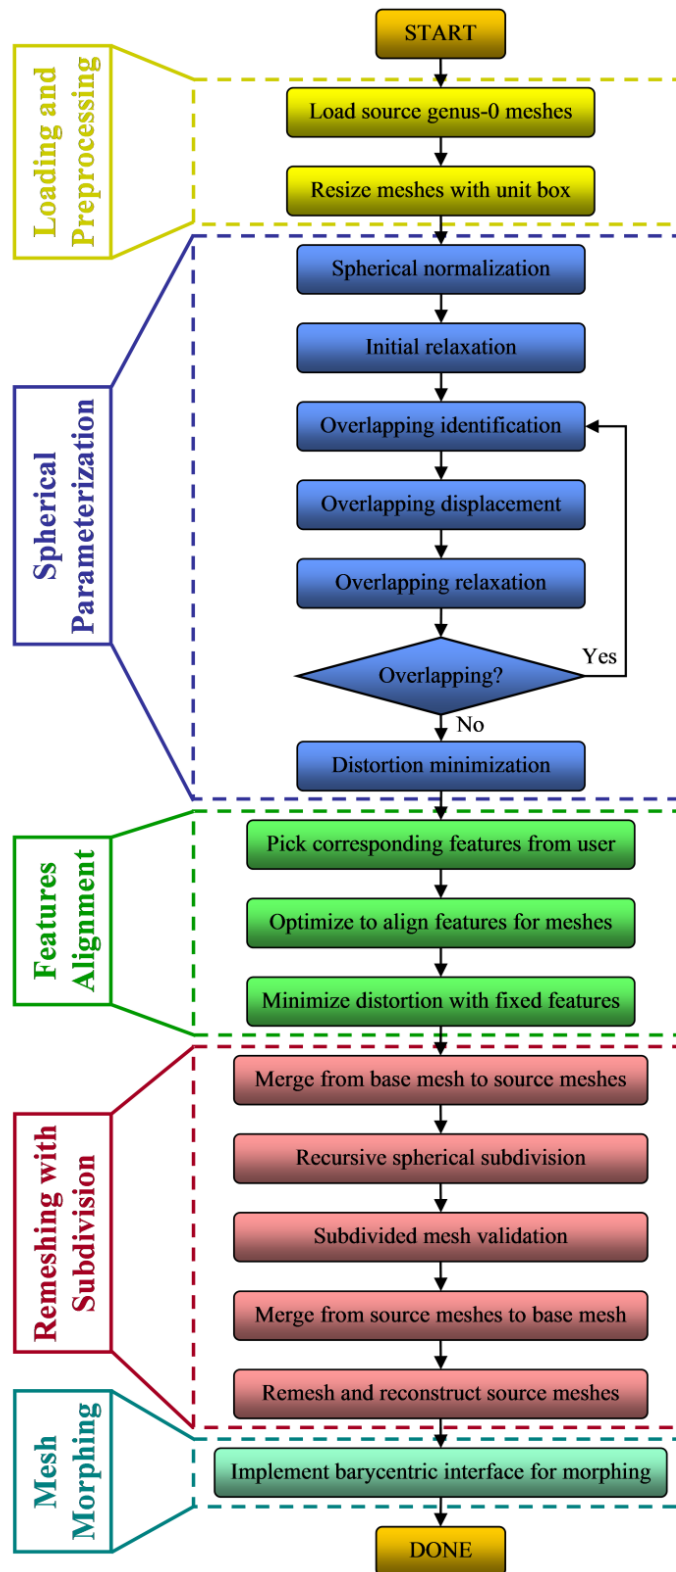 START
Loading and
Preprocessing
Load source genus-0 meshes
Resize meshes with unit box
Spherical
Parameterization
Spherical normalization
Initial relaxation
Overlapping identification
Overlapping displacement
Overlapping relaxation
Overlapping?
Yes
No
Distortion minimization
Features
Alignment
Pick corresponding features from user
Optimize to align features for meshes
Minimize distortion with fixed features
Remeshing with
Subdivision
Merge from base mesh to source meshes
Recursive spherical subdivision
Subdivided mesh validation
Merge from source meshes to base mesh
Remesh and reconstruct source meshes
Mesh
Morphing
Implement barycentric interface for morphing
DONE